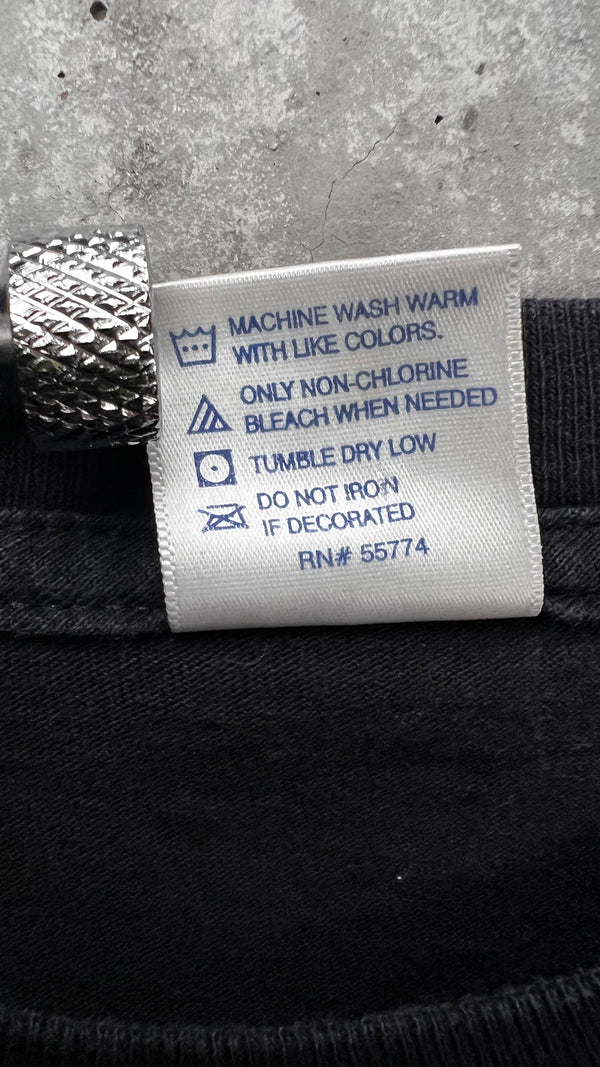 MACHINE WASH WARM
WITH LIKE COLORS.
ONLY NON-CHLORINE
BLEACH WHEN NEEDED
TUMBLE DRY LOW
DO NOT IRON
IF DECORATED
RN# 55774